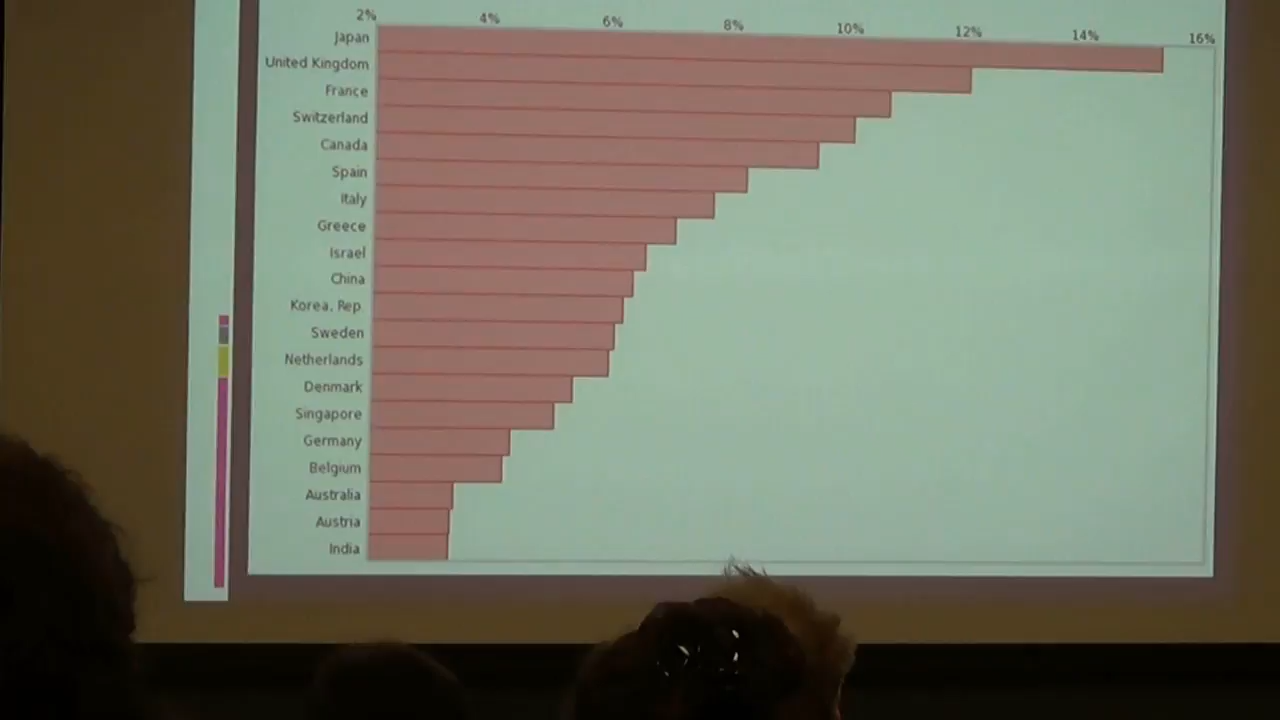 2% 4% 6% 8% 10% 12% 14% 16%
Japan
United Kingdom
France
Switzerland
Canada
Spain
Italy
Greece
Israel
China
Korea. Rep
Sweden
Netherlands
Denmark
Singapore
Germany
Belgium
Australia
Austria
India